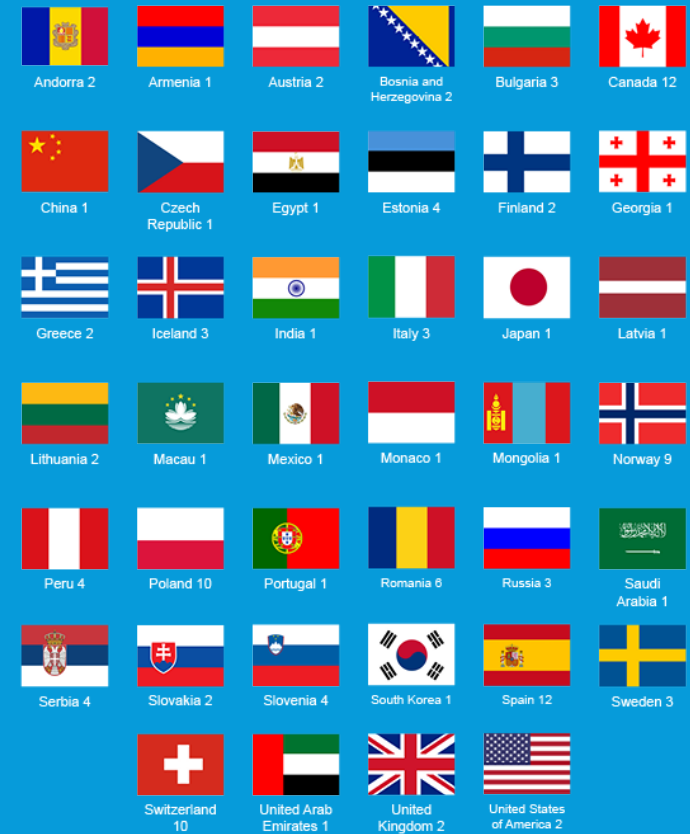 Andorra 2
Armenia 1
Austria 2
Bosnia and
Herzegovina 2
Bulgaria 3
Canada 12
China 1
Czech
Republic 1
Egypt 1
Estonia 4
Finland 2
Georgia 1
Greece 2
Iceland 3
India 1
Italy 3
Japan 1
Latvia 1
Lithuania 2
Macau 1
Mexico 1
Monaco 1
Mongolia 1
Norway 9
Peru 4
Poland 10
Portugal 1
Romania 6
Russia 3
Saudi
Arabia 1
Serbia 4
Slovakia 2
Slovenia 4
South Korea 1
Spain 12
Sweden 3
Switzerland
10
United Arab
Emirates 1
United
Kingdom 2
United States
of America 2